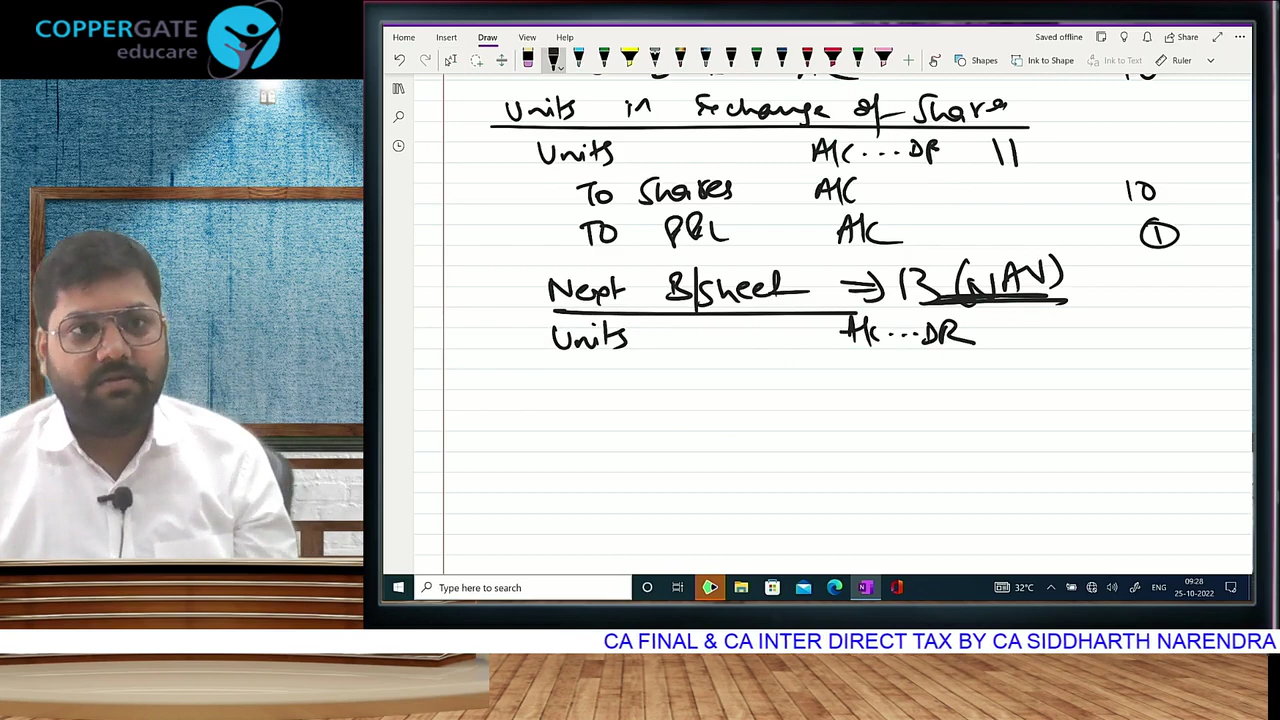 COPPERGATE
educare
Home Insert Draw View Help
Saved offline
Share
Shapes
Ink to Shape
Ink to Text
Ruler
Units in Exchange of Shares
Units A/c ... DR 11
To Shares A/c 10
TO P&L A/c 1
Next B/Sheet ⇒ 13 (NAV)
Units A/c ... DR
Type here to search
32°C
ENG
09:28
25-10-2022
CA FINAL & CA INTER DIRECT TAX BY CA SIDDHARTH NARENDRA